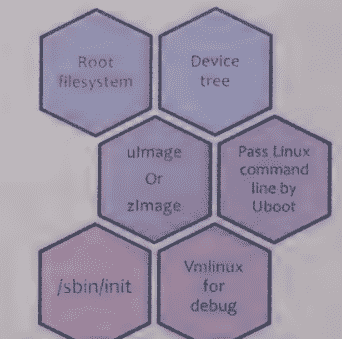 Root
filesystem
Device
tree
uImage
Or
zImage
Pass Linux
command
line by
Uboot
/sbin/init
Vmlinux
for
debug